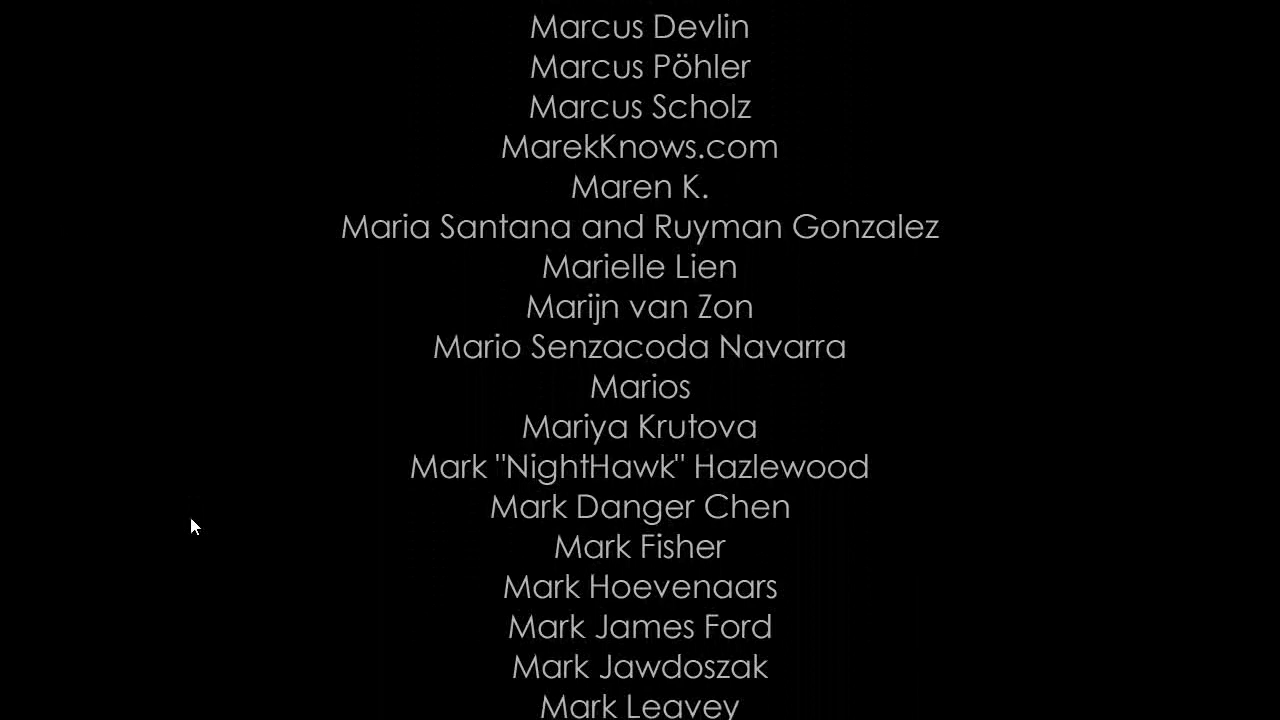 Marcus Devlin
Marcus Pöhler
Marcus Scholz
MarekKnows.com
Maren K.
Maria Santana and Ruyman Gonzalez
Marielle Lien
Marijn van Zon
Mario Senzacoda Navarra
Marios
Mariya Krutova
Mark "NightHawk" Hazlewood
Mark Danger Chen
Mark Fisher
Mark Hoevenaars
Mark James Ford
Mark Jawdoszak
Mark Leavey